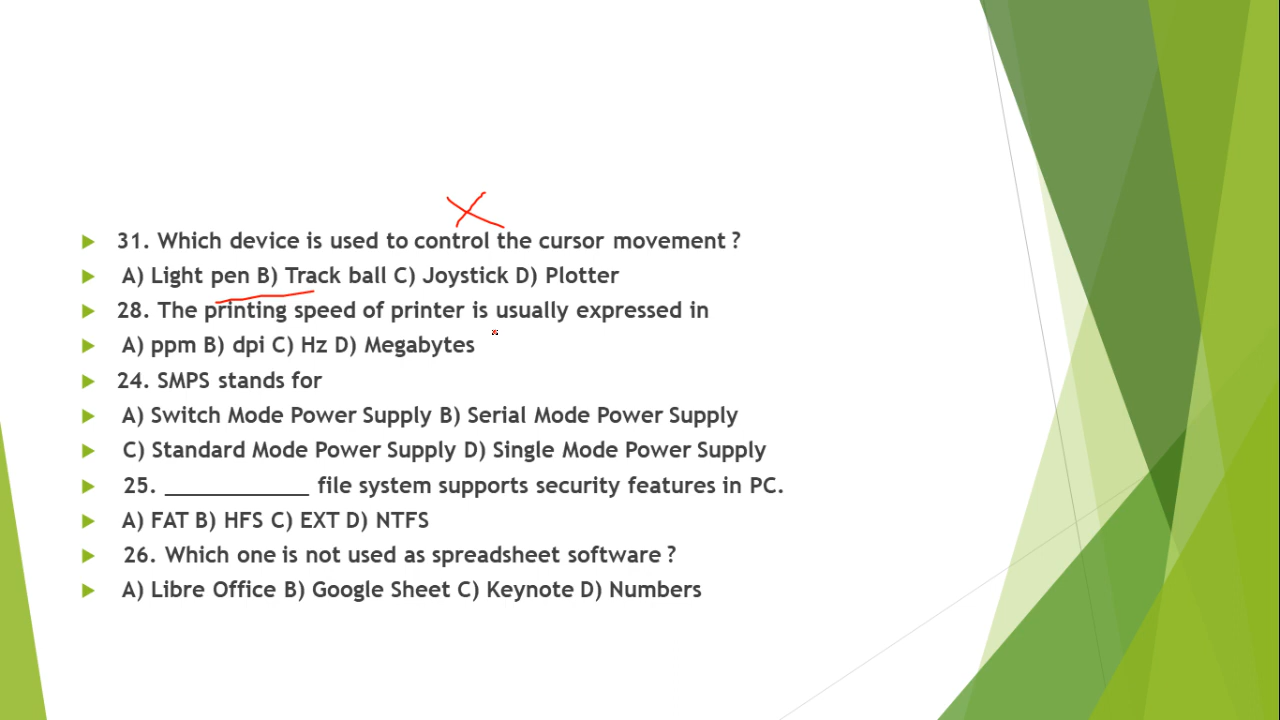 31. Which device is used to control the cursor movement ?
A) Light pen B) Track ball C) Joystick D) Plotter
28. The printing speed of printer is usually expressed in
A) ppm B) dpi C) Hz D) Megabytes
24. SMPS stands for
A) Switch Mode Power Supply B) Serial Mode Power Supply
C) Standard Mode Power Supply D) Single Mode Power Supply
25. ____________ file system supports security features in PC.
A) FAT B) HFS C) EXT D) NTFS
26. Which one is not used as spreadsheet software ?
A) Libre Office B) Google Sheet C) Keynote D) Numbers